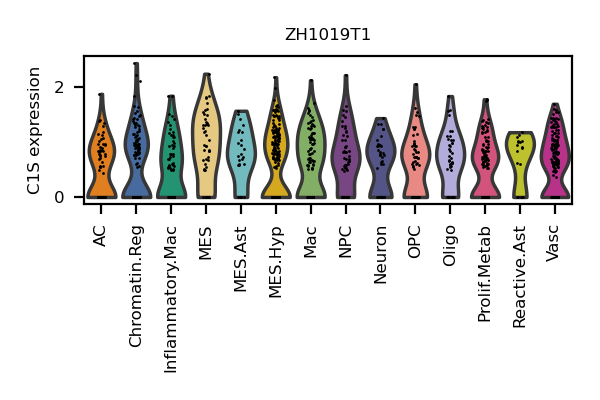 ZH1019T1
C1S expression
2
0
AC
Chromatin.Reg
Inflammatory.Mac
MES
MES.Ast
MES.Hyp
Mac
NPC
Neuron
OPC
Oligo
Prolif.Metab
Reactive.Ast
Vasc